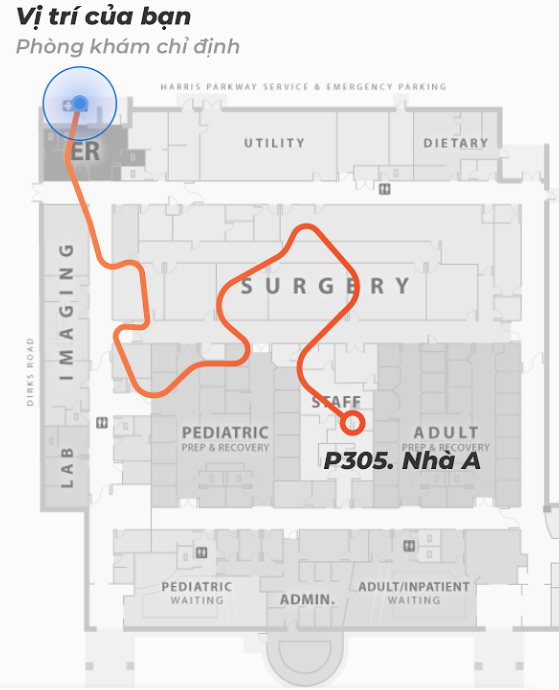 Vị trí của bạn
Phòng khám chỉ định
HARRIS PARKWAY SERVICE & EMERGENCY PARKING
ER
UTILITY
DIETARY
IMAGING
SURGERY
DIRKS ROAD
STAFF
PEDIATRIC
PREP & RECOVERY
ADULT
PREP & RECOVERY
P305. Nhà A
LAB
PEDIATRIC
WAITING
ADMIN.
ADULT/INPATIENT
WAITING